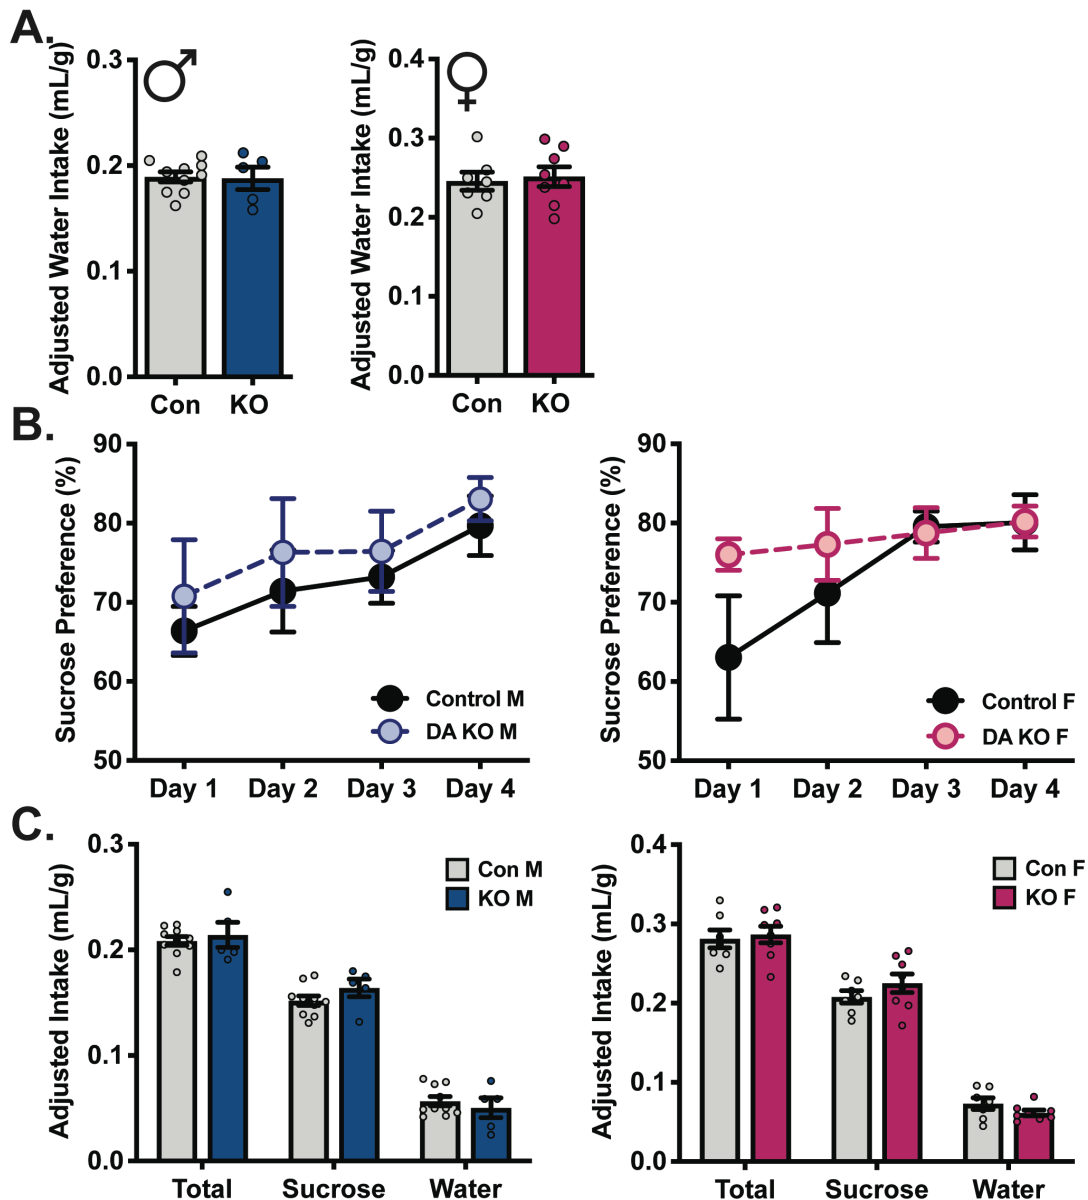 A.
Adjusted Water Intake (mL/g)
0.3
0.2
0.1
0.0
Con KO
Adjusted Water Intake (mL/g)
0.4
0.3
0.2
0.1
0.0
Con KO
B.
Sucrose Preference (%)
90
80
70
60
50
Control M
DA KO M
Day 1 Day 2 Day 3 Day 4
Sucrose Preference (%)
90
80
70
60
50
Control F
DA KO F
Day 1 Day 2 Day 3 Day 4
C.
Adjusted Intake (mL/g)
0.3
0.2
0.1
0.0
Con M
KO M
Total Sucrose Water
Adjusted Intake (mL/g)
0.4
0.3
0.2
0.1
0.0
Con F
KO F
Total Sucrose Water